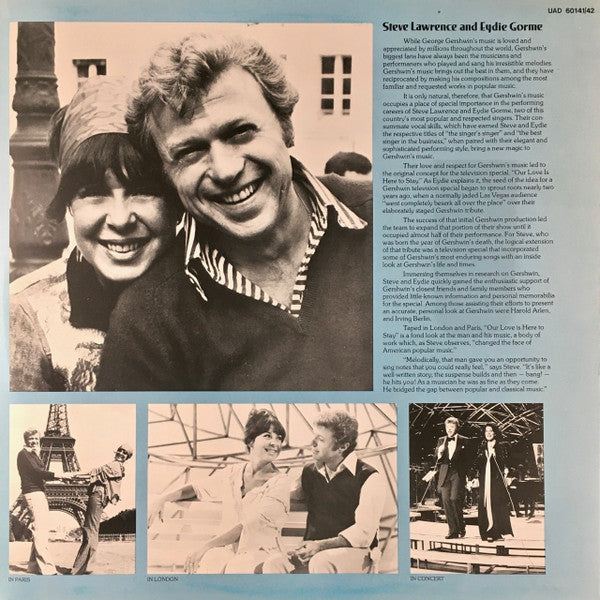 UAD 60141/42
Steve Lawrence and Eydie Gorme
While George Gershwin's music is loved and
appreciated by millions throughout the world, Gershwin's
biggest fans have always been the musicians and
performers who played and sang his irresistible melodies.
Gershwin's music brings out the best in them, and they have
reciprocated by making his compositions among the most
familiar and requested works in popular music.
It is only natural, therefore, that Gershwin's music
occupies a place of special importance in the performing
careers of Steve Lawrence and Eydie Gorme, two of this
country's most popular and respected singers. Their con-
summate vocal skills, which have earned Steve and Eydie
the respective titles of "the singer's singer" and "the best
singer in the business," when paired with their elegant and
sophisticated performing style, bring a new magic to
Gershwin's music.
Their love and respect for Gershwin's music led to
the original concept for the television special, "Our Love Is
Here to Stay." As Eydie explains it, the seed of the idea for a
Gershwin television special began to sprout roots nearly two
years ago, when a normally jaded Las Vegas audience
"went completely beserk all over the place" over their
elaborately staged Gershwin tribute.
The success of that initial Gershwin production led
the team to expand that portion of their show until it
occupied almost half of their performance. For Steve, who
was born the year of Gershwin's death, the logical extension
of that tribute was a television special that incorporated
some of Gershwin's most enduring songs with an inside
look at Gershwin's life and times.
Immersing themselves in research on Gershwin,
Steve and Eydie quickly gained the enthusiastic support of
Gershwin's closest friends and family members who
provided little-known information and personal memorabilia
for the special. Among those assisting their efforts to present
an accurate, personal look at Gershwin were Harold Arlen,
and Irving Berlin.
Taped in London and Paris, "Our Love is Here to
Stay" is a fond look at the man and his music, a body of
work which, as Steve observes, "changed the face of
American popular music."
"Melodically, that man gave you an opportunity to
sing notes that you could really feel," says Steve. "It's like a
well-written story; the suspense builds and then — bang! —
he hits you! As a musician he was as fine as they come.
He bridged the gap between popular and classical music."
IN PARIS
IN LONDON
IN CONCERT